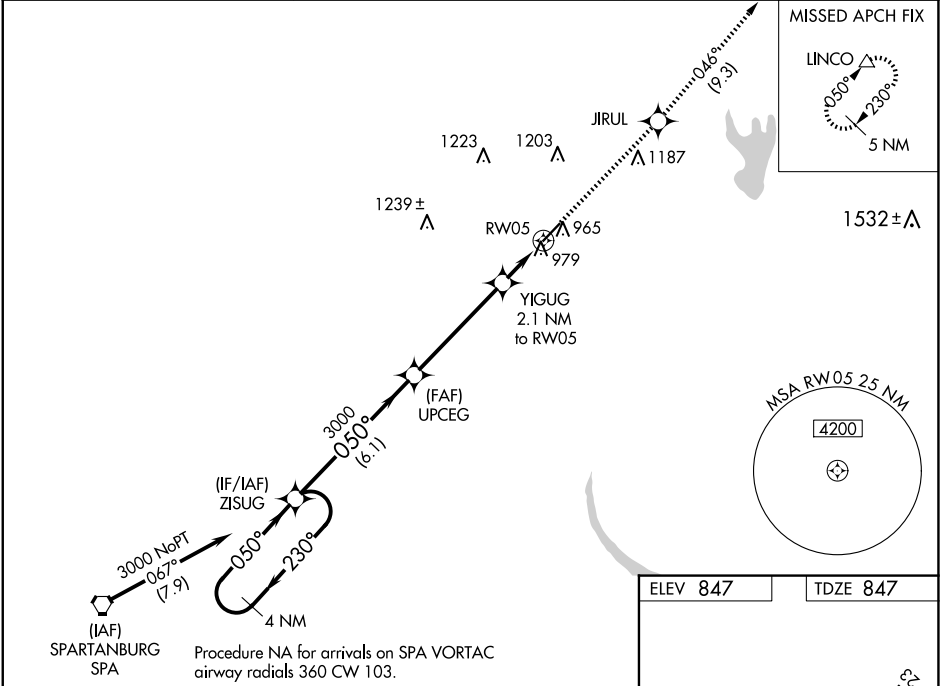 MISSED APCH FIX
LINCO
050°
230°
5 NM
046°
(9.3)
JIRUL
1223
1203
1187
1239 ±
RW05
965
979
1532 ±
YIGUG
2.1 NM
to RW05
(FAF)
UPCEG
3000
050°
(6.1)
MSA RW05 25 NM
4200
(IF/IAF)
ZISUG
050°
230°
4 NM
3000 NoPT
067°
(7.9)
(IAF)
SPARTANBURG
SPA
Procedure NA for arrivals on SPA VORTAC
airway radials 360 CW 103.
ELEV 847
TDZE 847
23